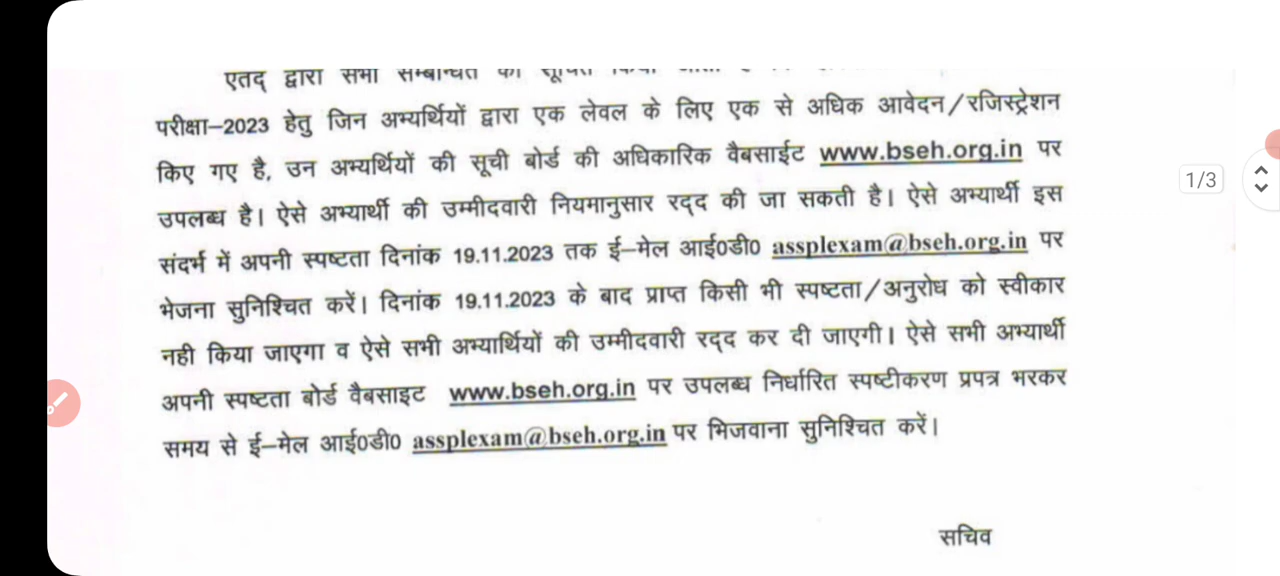 एतद् द्वारा सभी सम्बन्धित को सूचित किया जाता है
परीक्षा–2023 हेतु जिन अभ्यर्थियों द्वारा एक लेवल के लिए एक से अधिक आवेदन/रजिस्ट्रेशन
किए गए है, उन अभ्यर्थियों की सूची बोर्ड की अधिकारिक वैबसाईट www.bseh.org.in पर
उपलब्ध है। ऐसे अभ्यार्थी की उम्मीदवारी नियमानुसार रद्द की जा सकती है। ऐसे अभ्यार्थी इस
संदर्भ में अपनी स्पष्टता दिनांक 19.11.2023 तक ई–मेल आई0डी0 assplexam@bseh.org.in पर
भेजना सुनिश्चित करें। दिनांक 19.11.2023 के बाद प्राप्त किसी भी स्पष्टता/अनुरोध को स्वीकार
नही किया जाएगा व ऐसे सभी अभ्यार्थियों की उम्मीदवारी रद्द कर दी जाएगी। ऐसे सभी अभ्यार्थी
अपनी स्पष्टता बोर्ड वैबसाइट www.bseh.org.in पर उपलब्ध निर्धारित स्पष्टीकरण प्रपत्र भरकर
समय से ई–मेल आई0डी0 assplexam@bseh.org.in पर भिजवाना सुनिश्चित करें।
सचिव
1/3